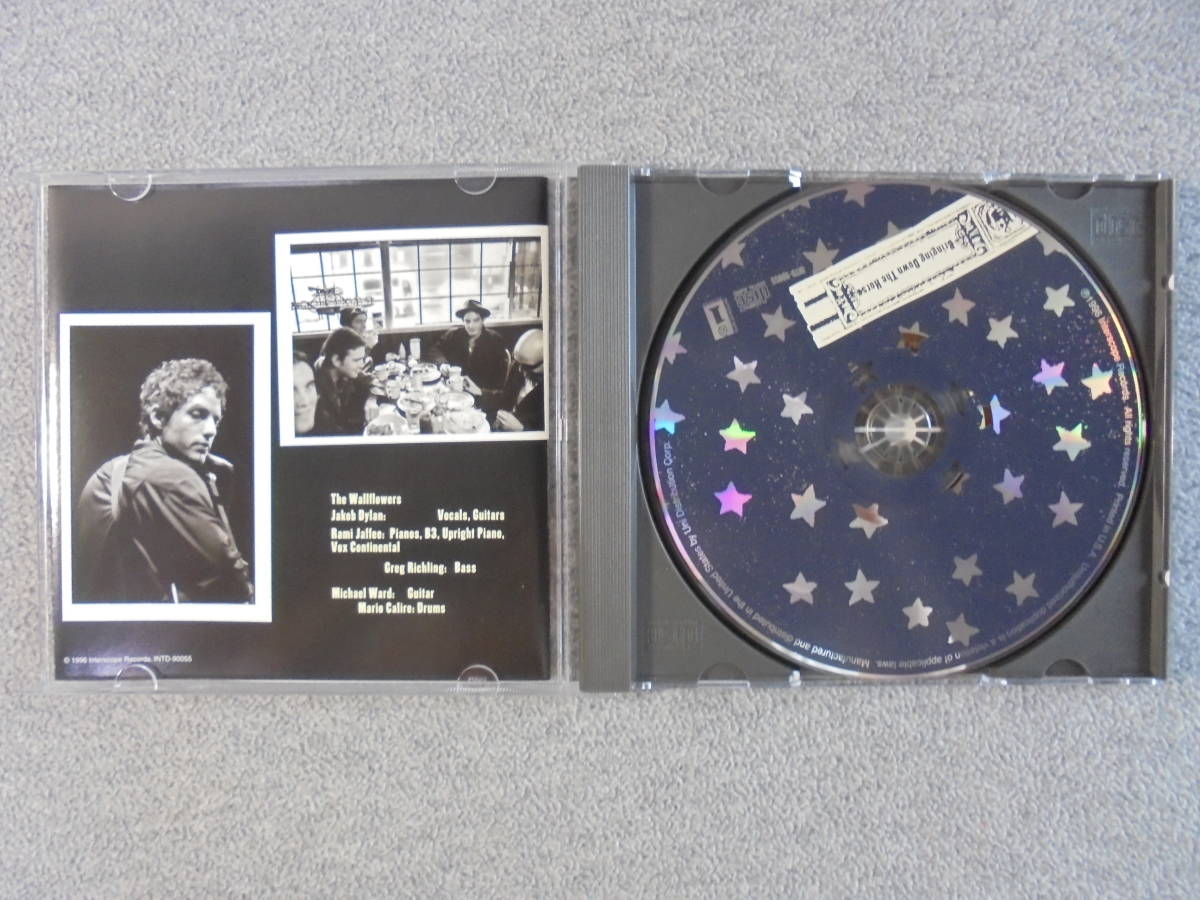 The Wallflowers
Jakob Dylan: Vocals, Guitars
Rami Jaffee: Pianos, B3, Upright Piano,
Vox Continental
Greg Richling: Bass
Michael Ward: Guitar
Mario Calire: Drums
© 1996 Interscope Records. INTD-90055
Bringing Down The Horse
INTD-90055
℗©1996 Interscope Records. All rights reserved. Printed in U.S.A. Unauthorized duplication is a violation of applicable laws. Manufactured and distributed in the United States by Uni Distribution Corp.